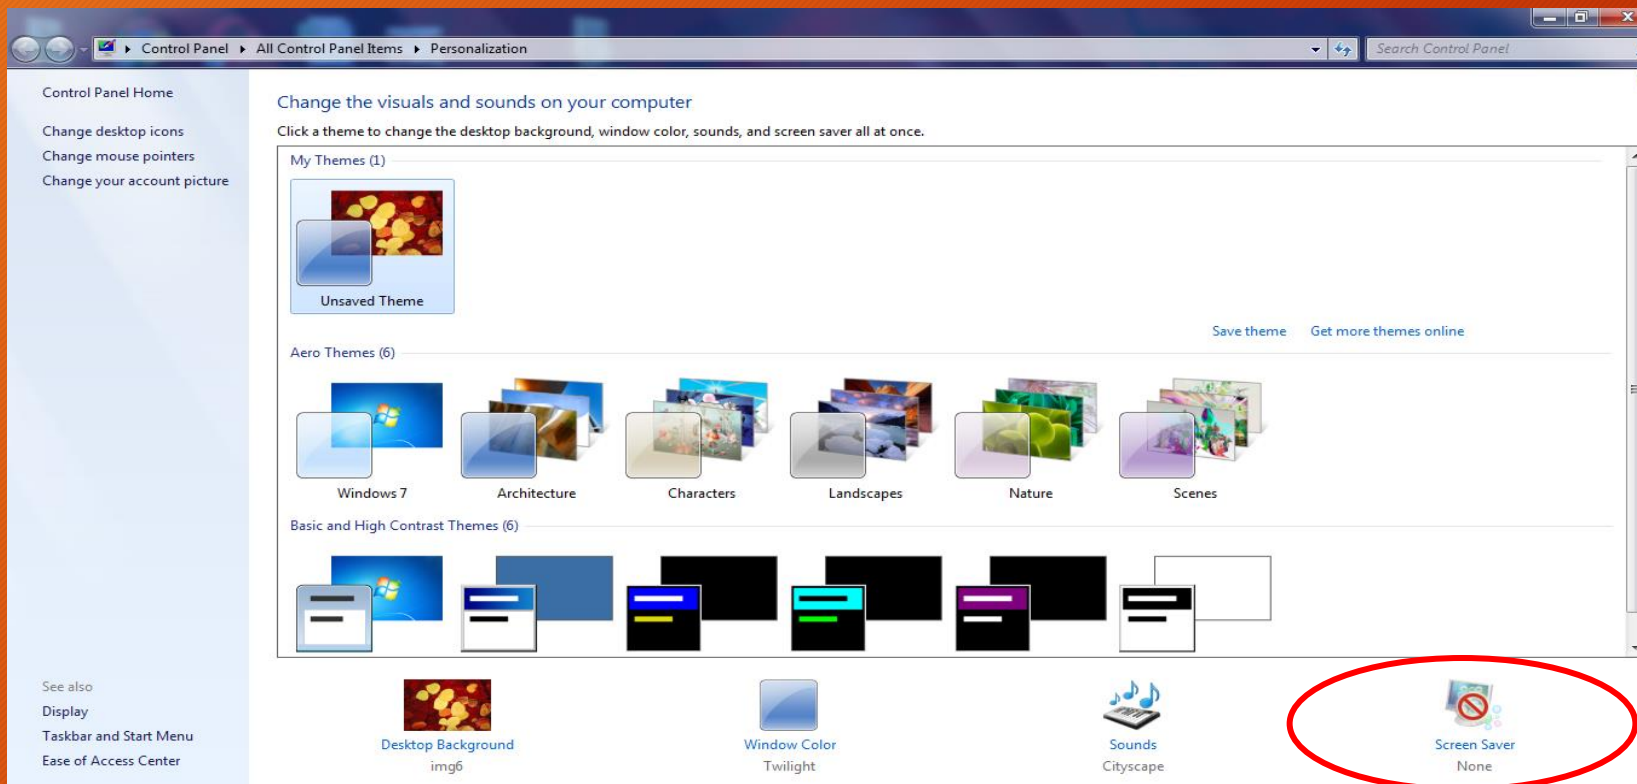 Control Panel ▸ All Control Panel Items ▸ Personalization
Search Control Panel
Control Panel Home
Change desktop icons
Change mouse pointers
Change your account picture
Change the visuals and sounds on your computer
Click a theme to change the desktop background, window color, sounds, and screen saver all at once.
My Themes (1)
Unsaved Theme
Save theme Get more themes online
Aero Themes (6)
Windows 7 Architecture Characters Landscapes Nature Scenes
Basic and High Contrast Themes (6)
See also
Display
Taskbar and Start Menu
Ease of Access Center
Desktop Background
img6
Window Color
Twilight
Sounds
Cityscape
Screen Saver
None